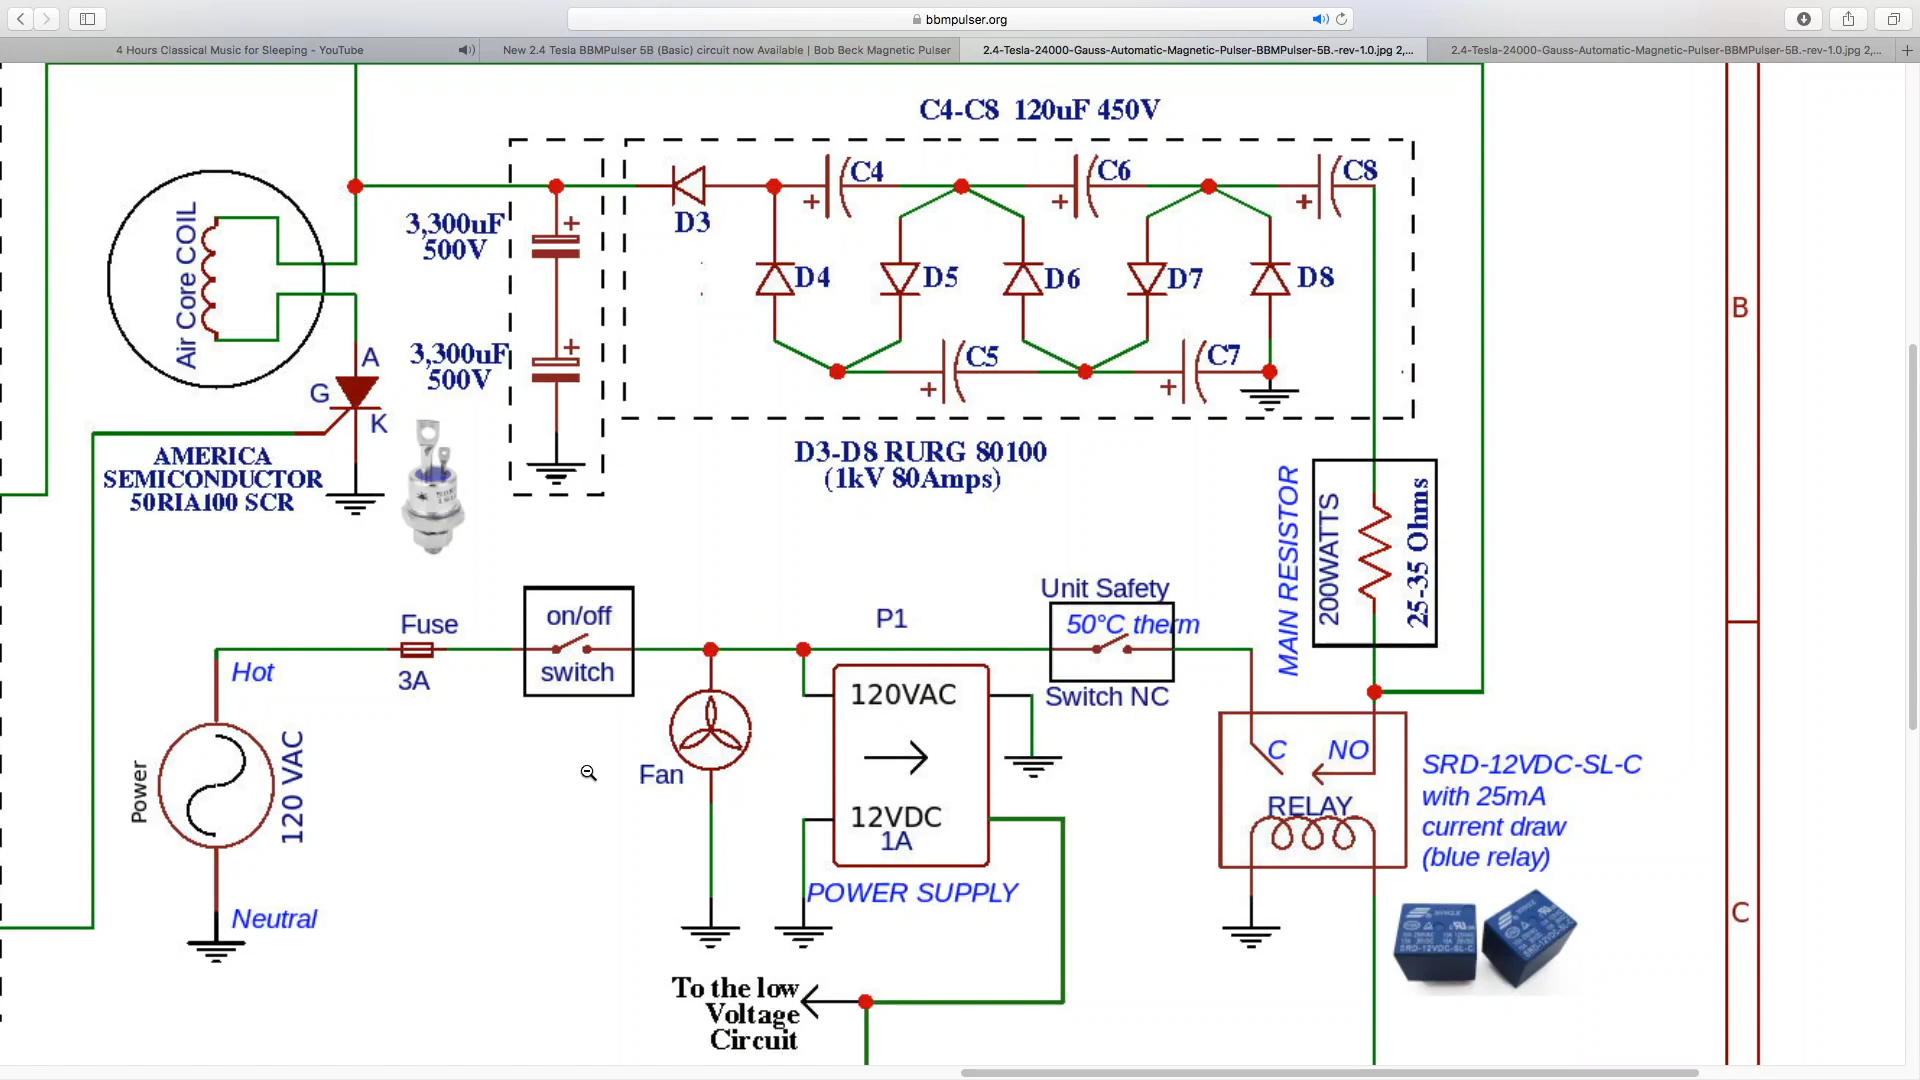 bbmpulser.org
4 Hours Classical Music for Sleeping - YouTube
New 2.4 Tesla BBMPulser 5B (Basic) circuit now Available | Bob Beck Magnetic Pulser
2.4-Tesla-24000-Gauss-Automatic-Magnetic-Pulser-BBMPulser-5B.-rev-1.0.jpg 2,...
2.4-Tesla-24000-Gauss-Automatic-Magnetic-Pulser-BBMPulser-5B.-rev-1.0.jpg 2,...
C4-C8 120uF 450V
C4
C6
C8
+
+
+
D3
3,300uF
500V
+
Air Core COIL
D4
D5
D6
D7
D8
B
3,300uF
500V
+
C5
C7
+
+
A
G
K
AMERICA
SEMICONDUCTOR
50RIA100 SCR
D3-D8 RURG 80100
(1kV 80Amps)
MAIN RESISTOR
200WATTS
25-35 Ohms
Unit Safety
50°C therm
Switch NC
Fuse
3A
on/off
switch
P1
Hot
120VAC
12VDC
1A
POWER SUPPLY
Fan
Power
120 VAC
Neutral
C
NO
RELAY
SRD-12VDC-SL-C
with 25mA
current draw
(blue relay)
C
SRD-12VDC-SL-C
To the low
Voltage
Circuit